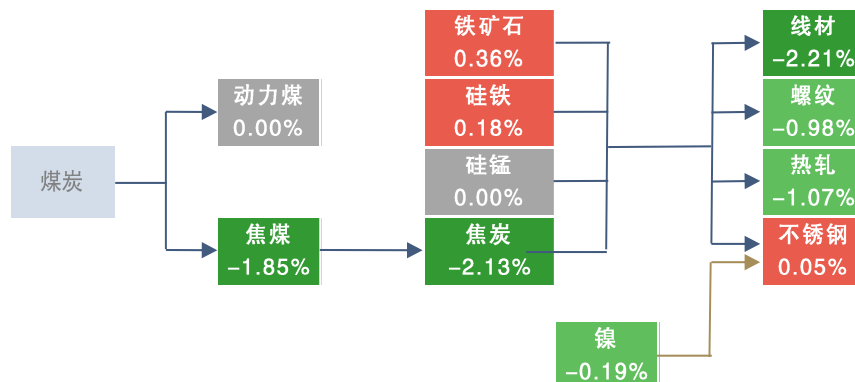 铁矿石
0.36%
线材
-2.21%
动力煤
0.00%
硅铁
0.18%
螺纹
-0.98%
煤炭
硅锰
0.00%
热轧
-1.07%
焦煤
-1.85%
焦炭
-2.13%
不锈钢
0.05%
镍
-0.19%